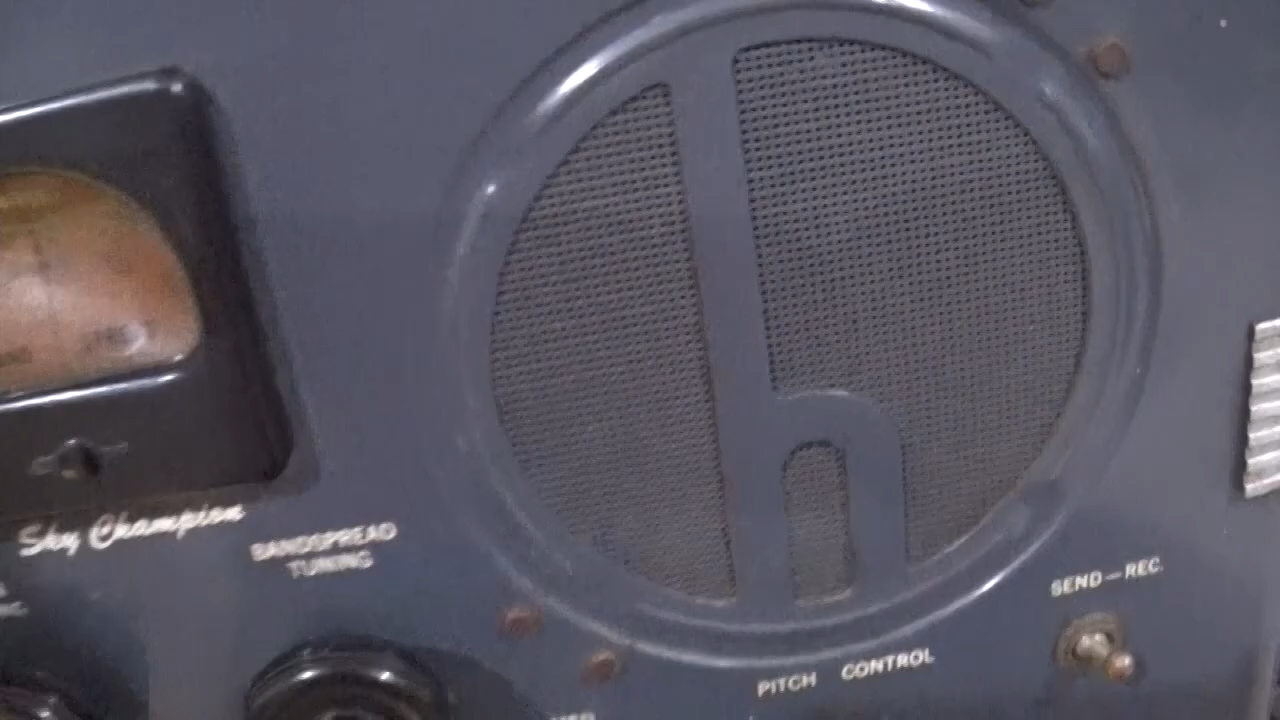 h
Sky Champion
BANDSPREAD
TUNING
SEND—REC.
PITCH CONTROL